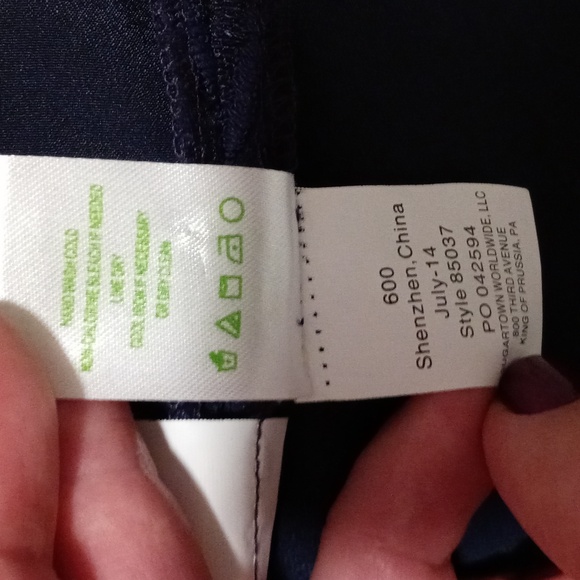 HAND WASH COLD
NON-CHLORINE BLEACH IF NEEDED
LINE DRY
COOL IRON IF NECESSARY
OR DRY CLEAN
600
Shenzhen, China
July-14
Style 85037
PO 042594
SUGARTOWN WORLDWIDE, LLC
800 THIRD AVENUE
KING OF PRUSSIA, PA